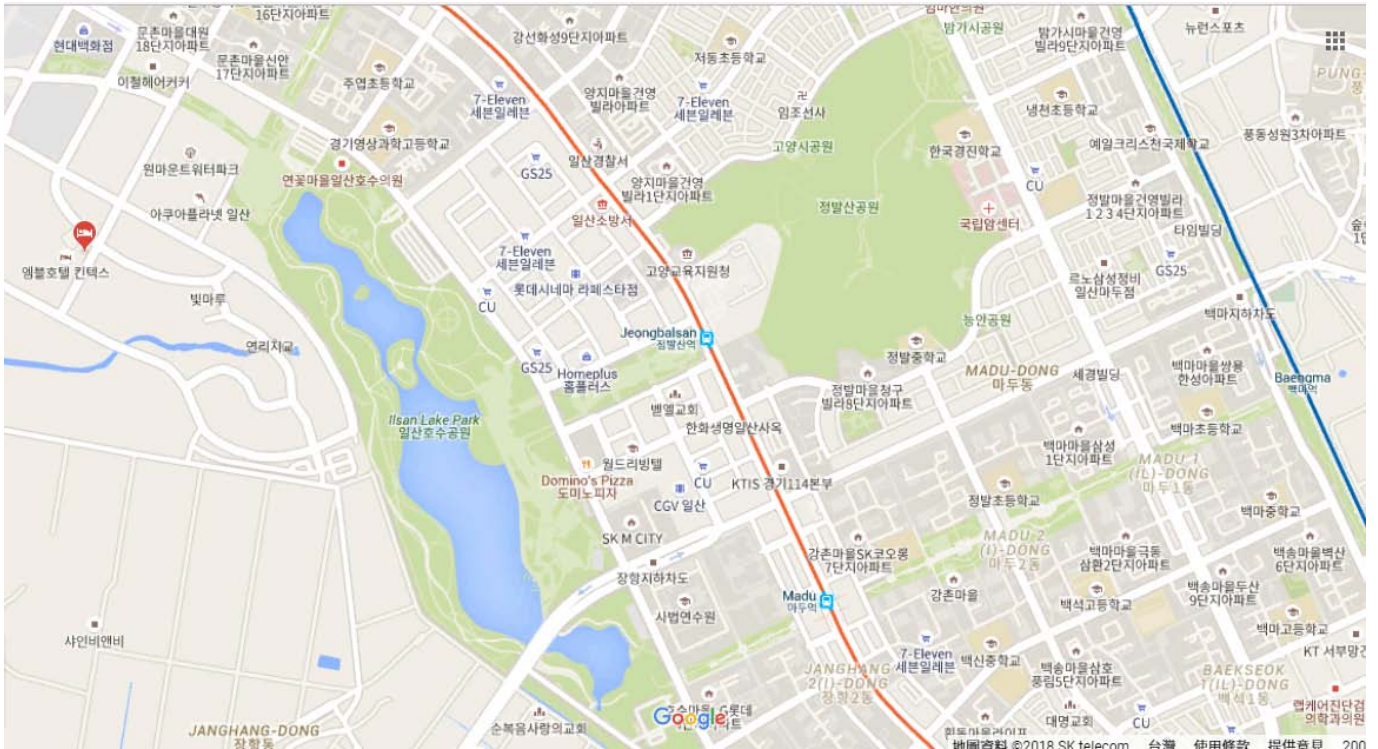 16단지아파트
문촌마을대원
18단지아파트
현대백화점
문촌마을신안
17단지아파트
이철헤어커커
주엽초등학교
강선화성9단지아파트
저동초등학교
밤가시공원
밤가시마을건영
빌라9단지아파트
뉴런스포츠
7-Eleven
세븐일레븐
양지마을건영
빌라아파트
7-Eleven
세븐일레븐
임조선사
냉천초등학교
경기영상과학고등학교
일산경찰서
고양시공원
한국경진학교
예일크리스천국제학교
풍동성원3차아파트
원마운트워터파크
연꽃마을일산호수의원
GS25
양지마을건영
빌라1단지아파트
CU
아쿠아플라넷 일산
일산소방서
정발산공원
국립암센터
정발마을건영빌라
1 2 3 4단지아파트
타임빌딩
엠블호텔 킨텍스
7-Eleven
세븐일레븐
고양교육지원청
롯데시네마 라페스타점
GS25
르노삼성정비
일산마두점
빛마루
CU
능안공원
백마지하차도
연리지교
Jeongbalsan
정발산역
GS25
Homeplus
홈플러스
정발중학교
MADU-DONG
마두동
세경빌딩
백마마을쌍용
한성아파트
Baengma
백마역
정발마을청구
빌라8단지아파트
벧엘교회
Ilsan Lake Park
일산호수공원
한화생명일산사옥
백마초등학교
백마마을삼성
1단지아파트
MADU 1
(IL)-DONG
마두1동
월드리빙텔
Domino's Pizza
도미노피자
CU
KTIS 경기114본부
CGV 일산
정발초등학교
백마중학교
SK M CITY
MADU 2
(I)-DONG
마두2동
강촌마을SK코오롱
7단지아파트
백마마을극동
삼환2단지아파트
백송마을벽산
6단지아파트
장항지하차도
Madu
마두역
강촌마을
백석고등학교
백송마을두산
9단지아파트
사법연수원
샤인비앤비
7-Eleven
세븐일레븐
백신중학교
백마고등학교
KT 서부망건
JANGHANG
2(I)-DONG
장항2동
백송마을삼호
풍림5단지아파트
BAEKSEOK
1(IL)-DONG
백석1동
랩케어진단검
의학과의원
JANGHANG-DONG
장항동
순복음사랑의교회
Google
대명교회
CU
地圖資料 ©2018 SK telecom 台灣 使用條款 提供意見 200